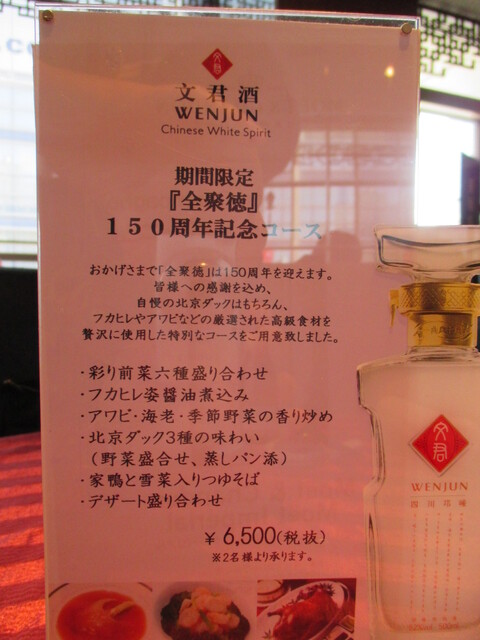 文君酒
WENJUN
Chinese White Spirit
期間限定
『全聚徳』
150周年記念コース
おかげさまで「全聚徳」は150周年を迎えます。
皆様への感謝を込め、
自慢の北京ダックはもちろん、
フカヒレやアワビなどの厳選された高級食材を
贅沢に使用した特別なコースをご用意致しました。
・彩り前菜六種盛り合わせ
・フカヒレ姿醤油煮込み
・アワビ・海老・季節野菜の香り炒め
・北京ダック3種の味わい
（野菜盛合せ、蒸しパン添）
・家鴨と雪菜入りつゆそば
・デザート盛り合わせ
￥6,500(税抜)
※2名様より承ります。
文君
WENJUN